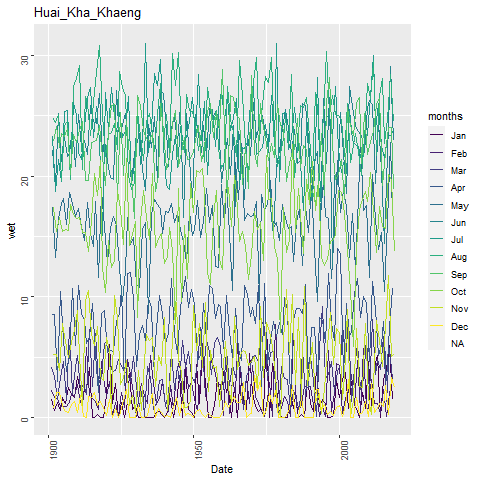 Huai_Kha_Khaeng
30
20
10
0
wet
1900
1950
2000
Date
months
Jan
Feb
Mar
Apr
May
Jun
Jul
Aug
Sep
Oct
Nov
Dec
NA